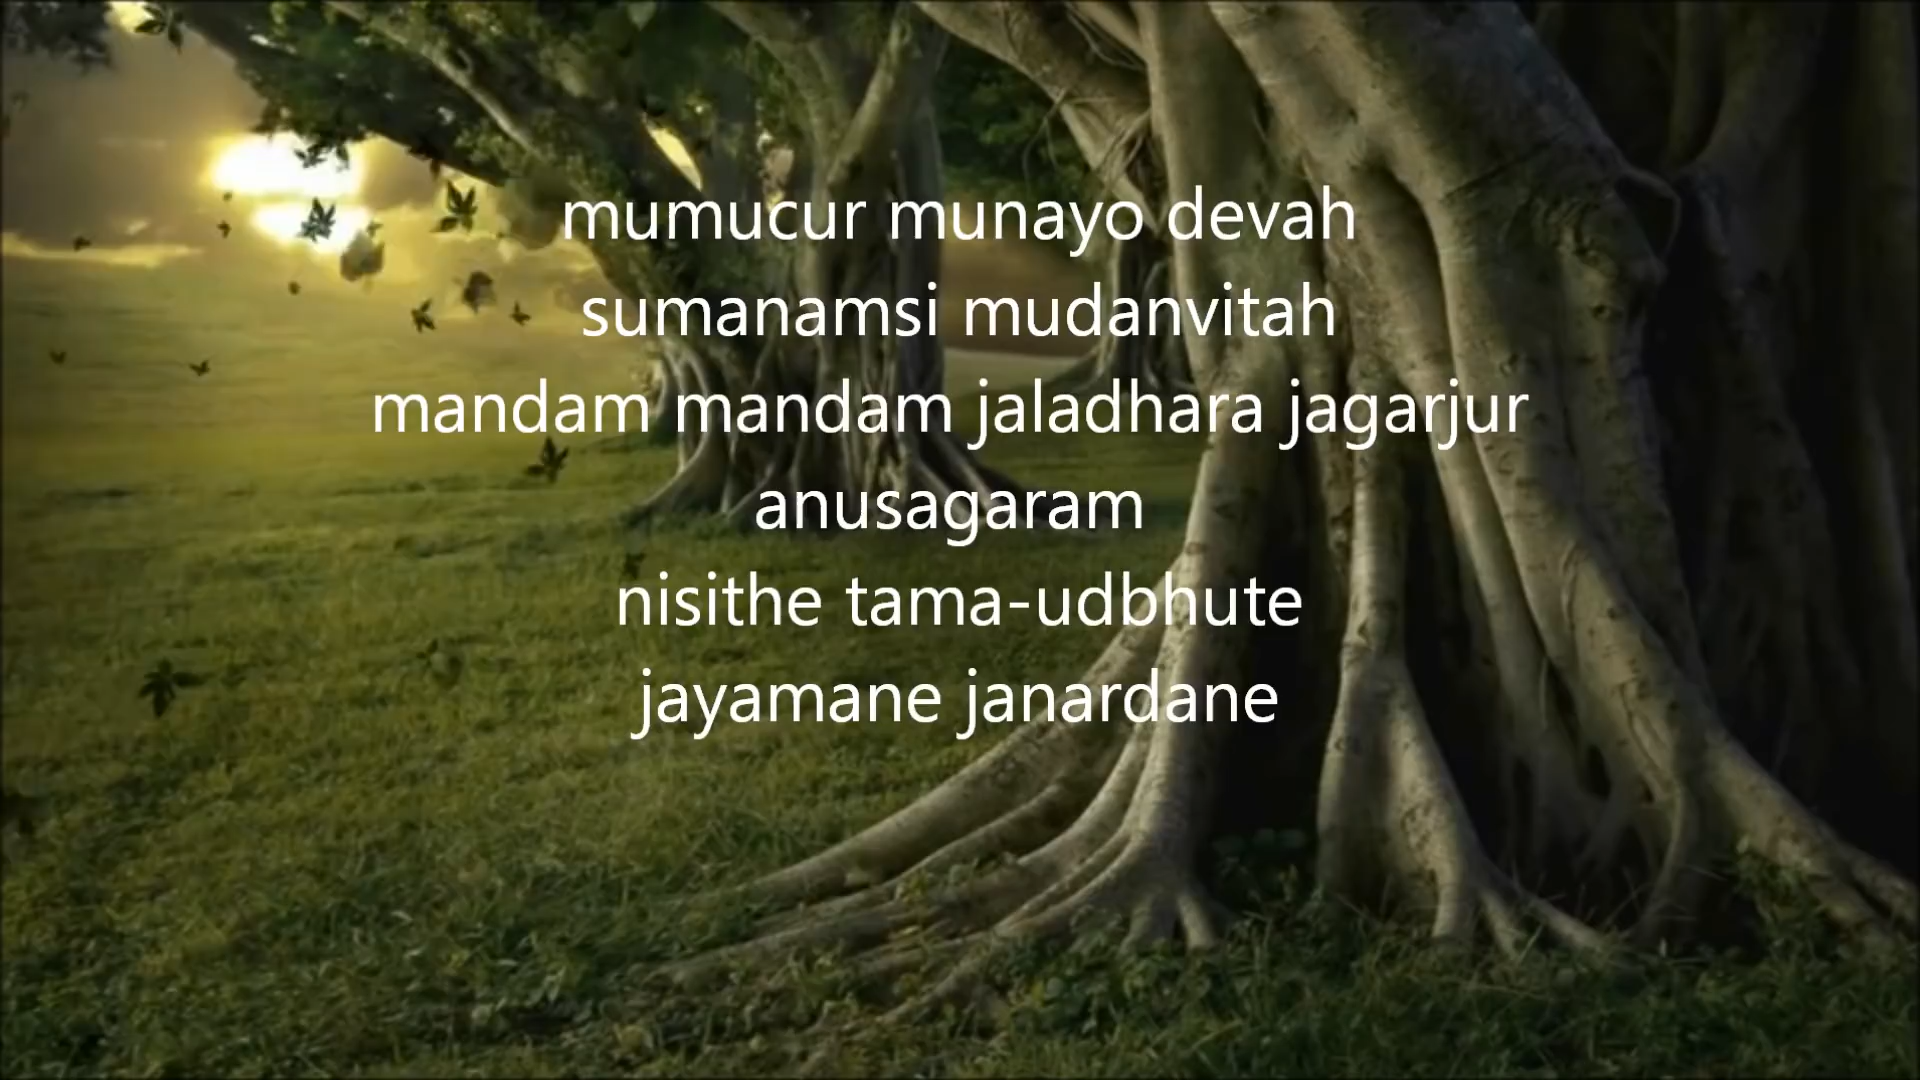 mumucur munayo devah
sumanamsi mudanvitah
mandam mandam jaladhara jagarjur
anusagaram
nisithe tama-udbhute
jayamane janardane